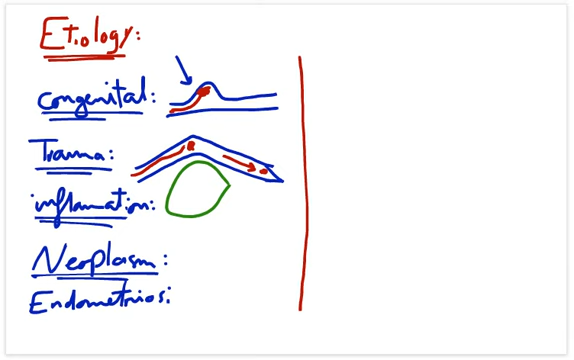 Etiology:
Congenital:
Trauma:
inflamation:
Neoplasm:
Endometrios: